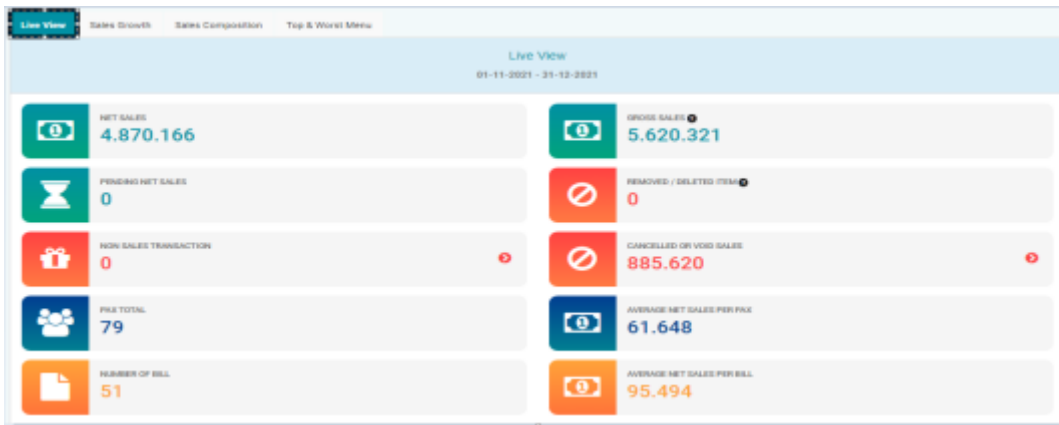 Live View Sales Growth Sales Composition Top & Worst Menu
Live View
01-11-2021 - 31-12-2021
NET SALES
4.870.166
GROSS SALES
5.620.321
PENDING NET SALES
0
REMOVED / DELETED ITEM
0
NON SALES TRANSACTION
0
CANCELLED OR VOID SALES
885.620
PAX TOTAL
79
AVERAGE NET SALES PER PAX
61.648
NUMBER OF BILL
51
AVERAGE NET SALES PER BILL
95.494